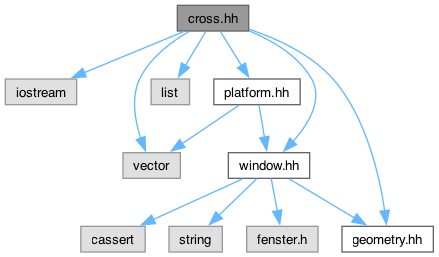 cross.hh
iostream
list
platform.hh
vector
window.hh
cassert
string
fenster.h
geometry.hh